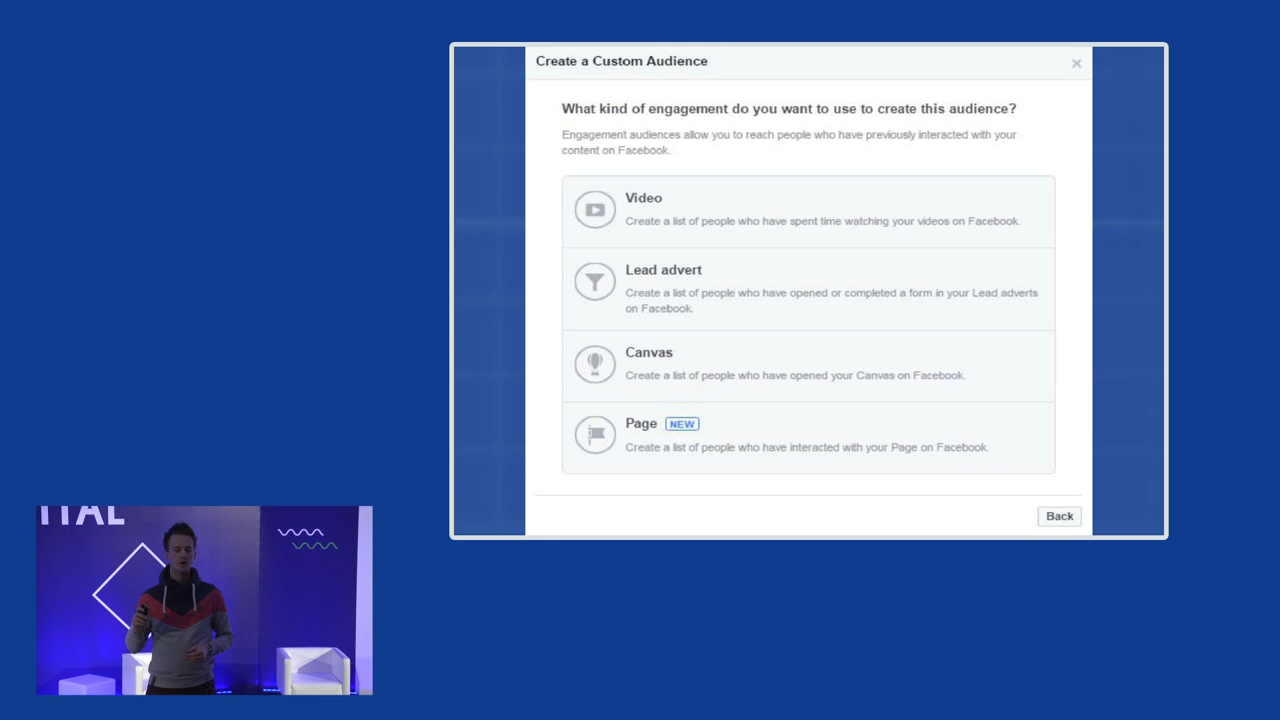 Create a Custom Audience
×
What kind of engagement do you want to use to create this audience?
Engagement audiences allow you to reach people who have previously interacted with your
content on Facebook.
Video
Create a list of people who have spent time watching your videos on Facebook.
Lead advert
Create a list of people who have opened or completed a form in your Lead adverts
on Facebook.
Canvas
Create a list of people who have opened your Canvas on Facebook.
Page NEW
Create a list of people who have interacted with your Page on Facebook.
Back
ITAL